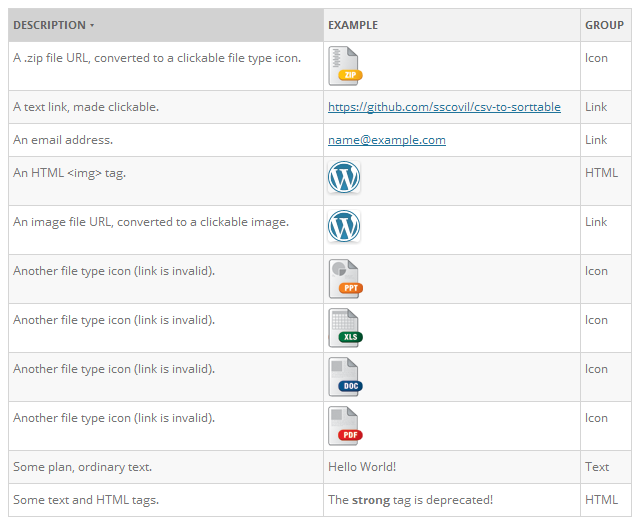 DESCRIPTION EXAMPLE GROUP
A .zip file URL, converted to a clickable file type icon. ZIP Icon
A text link, made clickable. https://github.com/sscovil/csv-to-sorttable Link
An email address. name@example.com Link
An HTML <img> tag. W HTML
An image file URL, converted to a clickable image. W Link
Another file type icon (link is invalid). PPT Icon
Another file type icon (link is invalid). XLS Icon
Another file type icon (link is invalid). DOC Icon
Another file type icon (link is invalid). PDF Icon
Some plan, ordinary text. Hello World! Text
Some text and HTML tags. The strong tag is deprecated! HTML